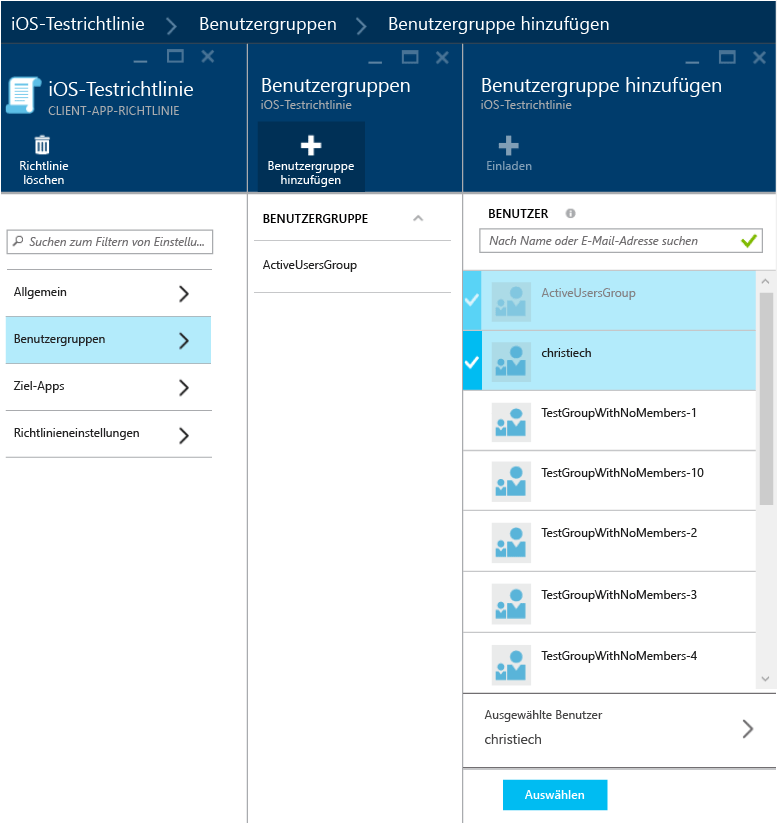 iOS-Testrichtlinie
Benutzergruppen
Benutzergruppe hinzufügen
iOS-Testrichtlinie
CLIENT-APP-RICHTLINIE
Richtlinie
löschen
Suchen zum Filtern von Einstellu...
Allgemein
Benutzergruppen
Ziel-Apps
Richtlinieneinstellungen
Benutzergruppen
iOS-Testrichtlinie
Benutzergruppe
hinzufügen
BENUTZERGRUPPE
ActiveUsersGroup
Benutzergruppe hinzufügen
iOS-Testrichtlinie
Einladen
BENUTZER
Nach Name oder E-Mail-Adresse suchen
ActiveUsersGroup
christiech
TestGroupWithNoMembers-1
TestGroupWithNoMembers-10
TestGroupWithNoMembers-2
TestGroupWithNoMembers-3
TestGroupWithNoMembers-4
Ausgewählte Benutzer
christiech
Auswählen